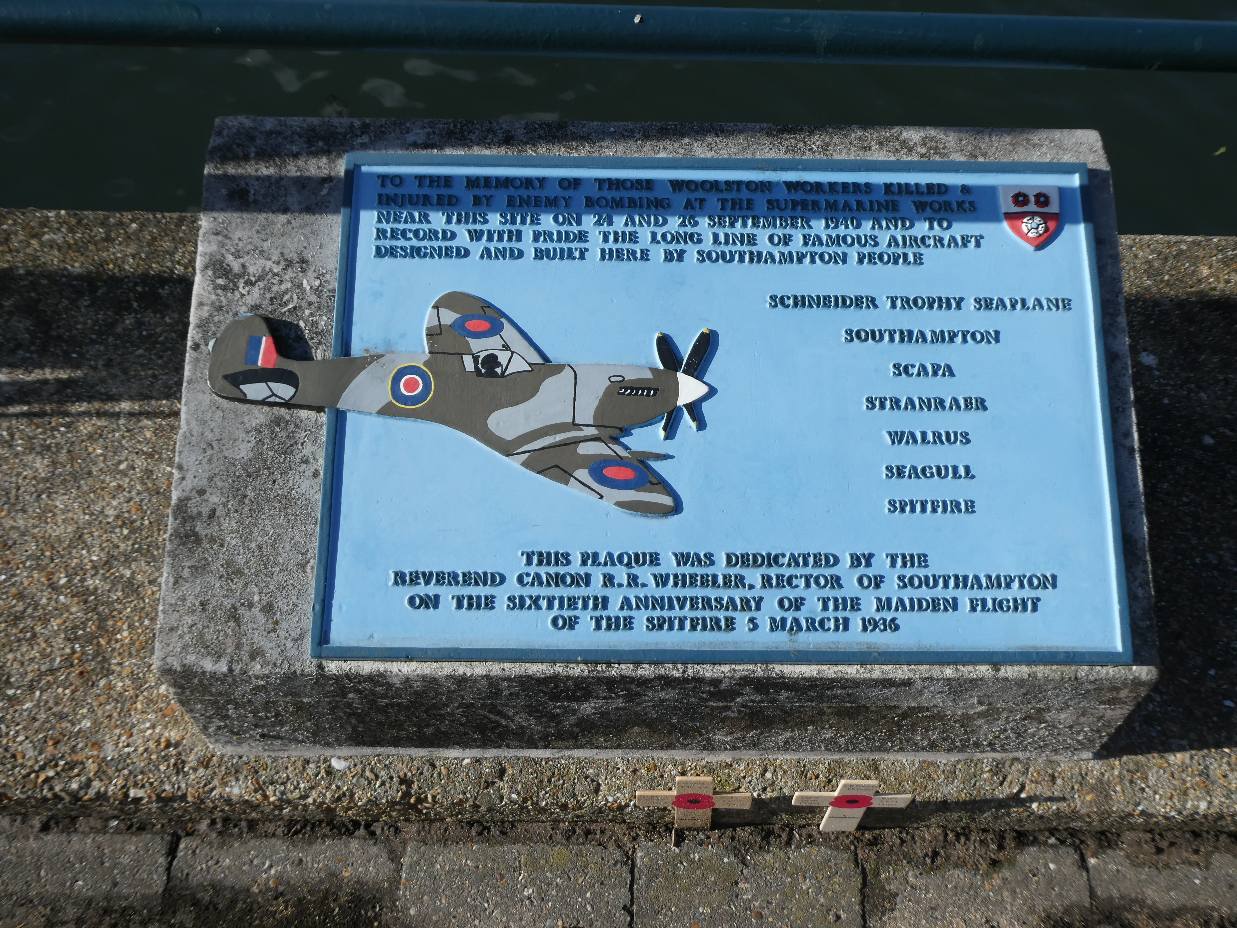 TO THE MEMORY OF THOSE WOOLSTON WORKERS KILLED &
INJURED BY ENEMY BOMBING AT THE SUPERMARINE WORKS
NEAR THIS SITE ON 24 AND 26 SEPTEMBER 1940 AND TO
RECORD WITH PRIDE THE LONG LINE OF FAMOUS AIRCRAFT
DESIGNED AND BUILT HERE BY SOUTHAMPTON PEOPLE
SCHNEIDER TROPHY SEAPLANE
SOUTHAMPTON
SCAPA
STRANRAER
WALRUS
SEAGULL
SPITFIRE
THIS PLAQUE WAS DEDICATED BY THE
REVEREND CANON R.R. WHEELER, RECTOR OF SOUTHAMPTON
ON THE SIXTIETH ANNIVERSARY OF THE MAIDEN FLIGHT
OF THE SPITFIRE 5 MARCH 1936